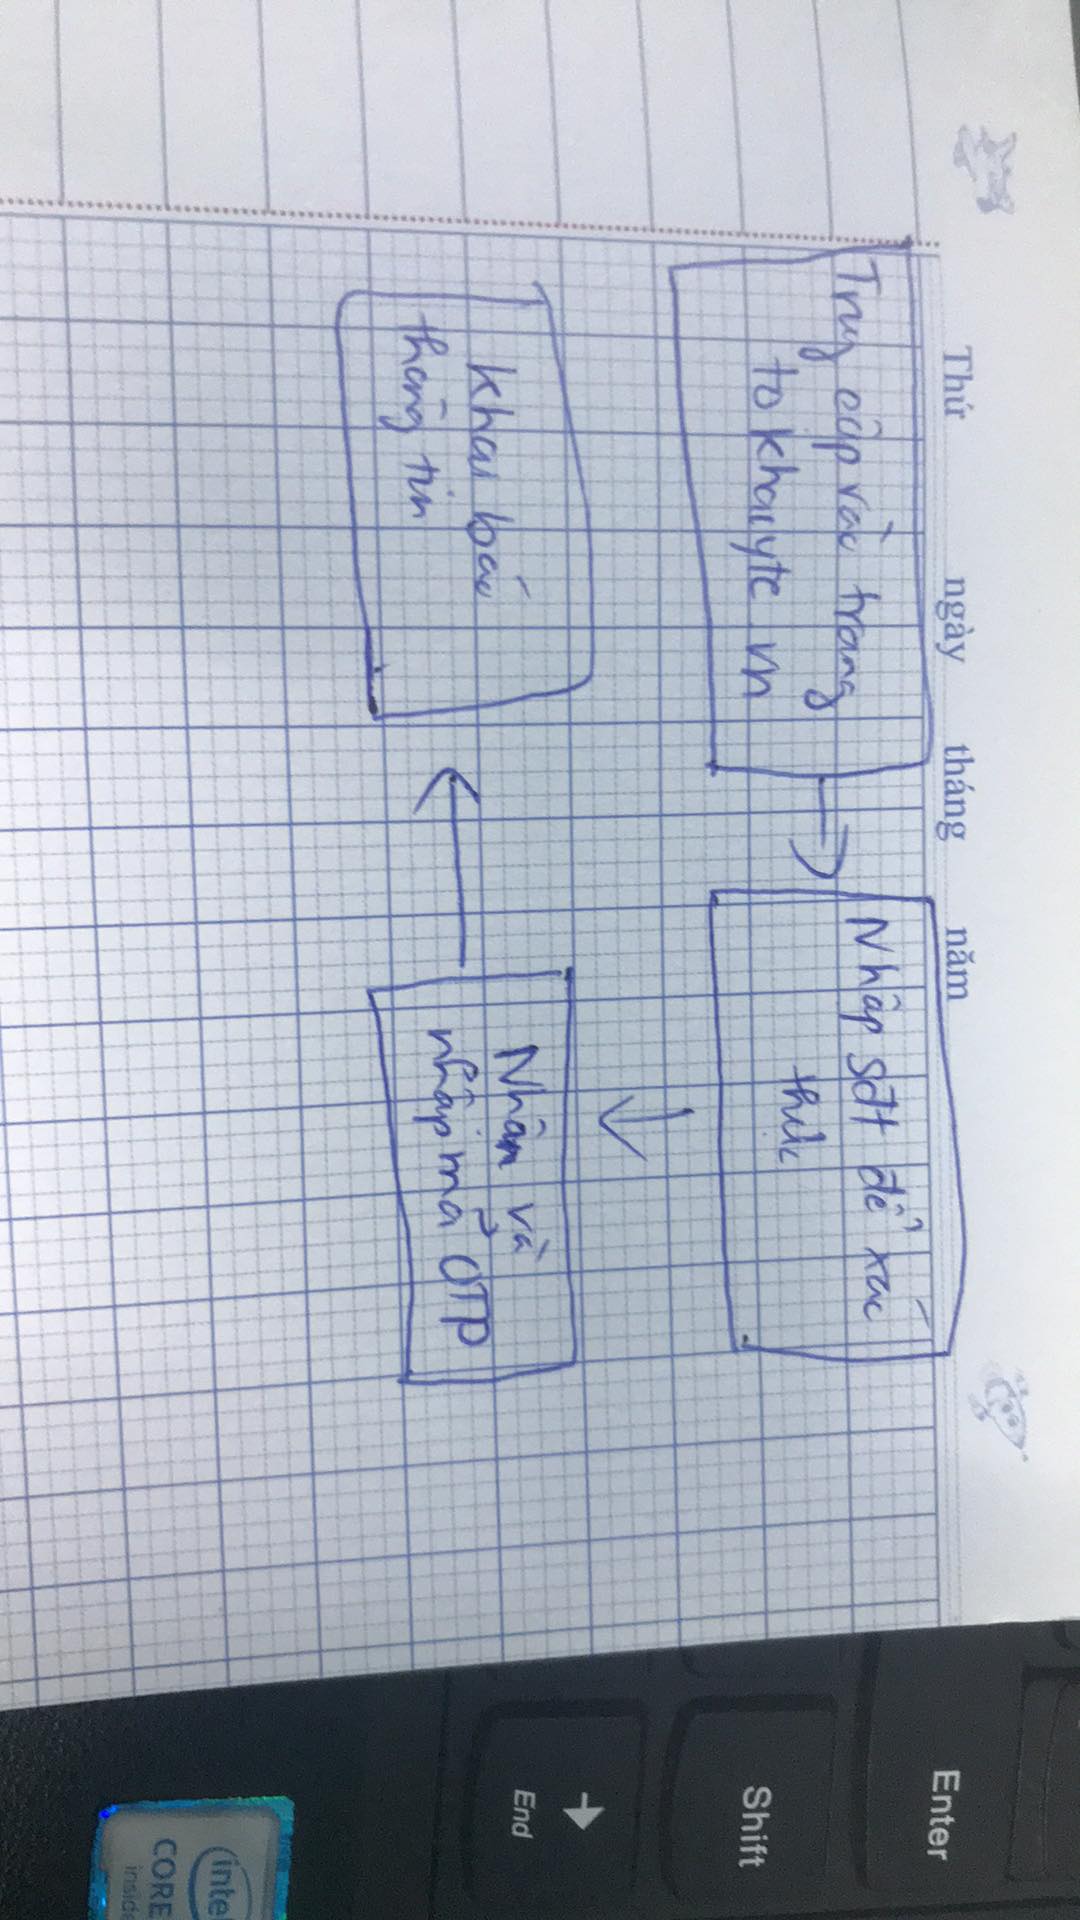 Thứ ngày tháng năm
Truy cập vào trang
tokhaiyte.vn
Nhập sđt để xác
thực
Nhận và
nhập mã OTP
Khai báo
thông tin
Enter
Shift
End
intel
CORE
inside